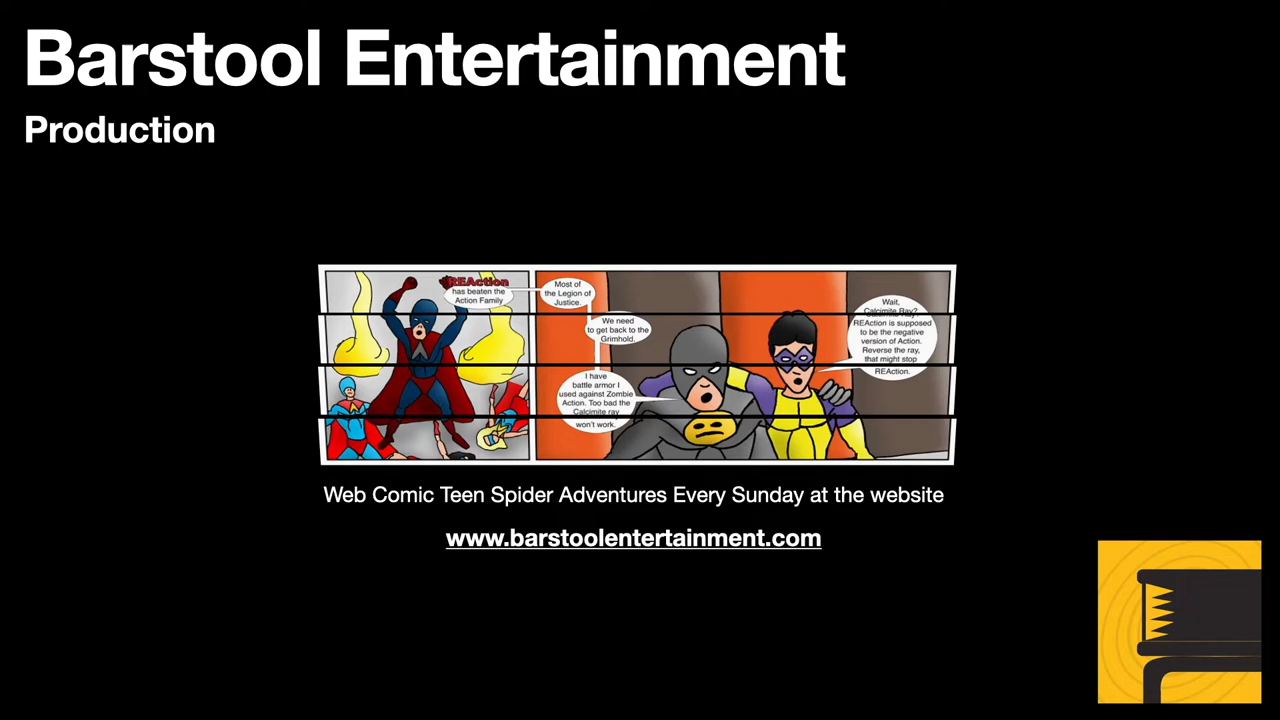 Barstool Entertainment
Production
REAction
has beaten the
Action Family
Most of
the Legion of
Justice.
We need
to get back to the
Grimhold.
I have
battle armor I
used against Zombie
Action. Too bad the
Calcimite ray
won't work.
Wait,
Calcimite Ray?
REAction is supposed
to be the negative
version of Action.
Reverse the ray,
that might stop
REAction.
Web Comic Teen Spider Adventures Every Sunday at the website
www.barstoolentertainment.com